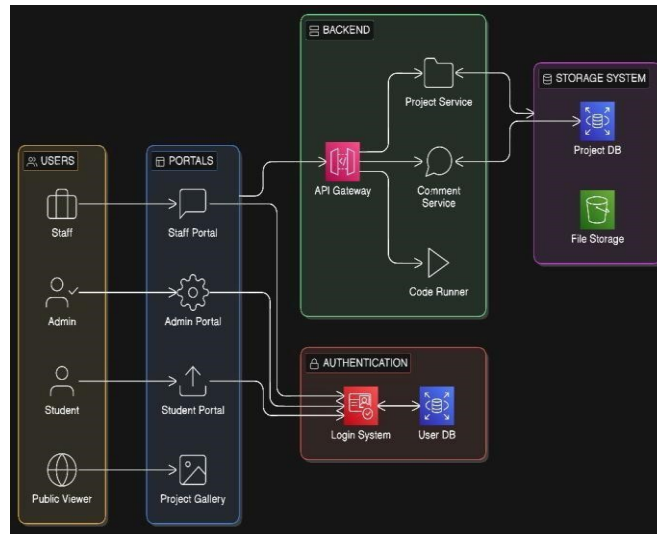 BACKEND
Project Service
API Gateway
Comment
Service
Code Runner
STORAGE SYSTEM
Project DB
File Storage
USERS
Staff
Admin
Student
Public Viewer
PORTALS
Staff Portal
Admin Portal
Student Portal
Project Gallery
AUTHENTICATION
Login System
User DB